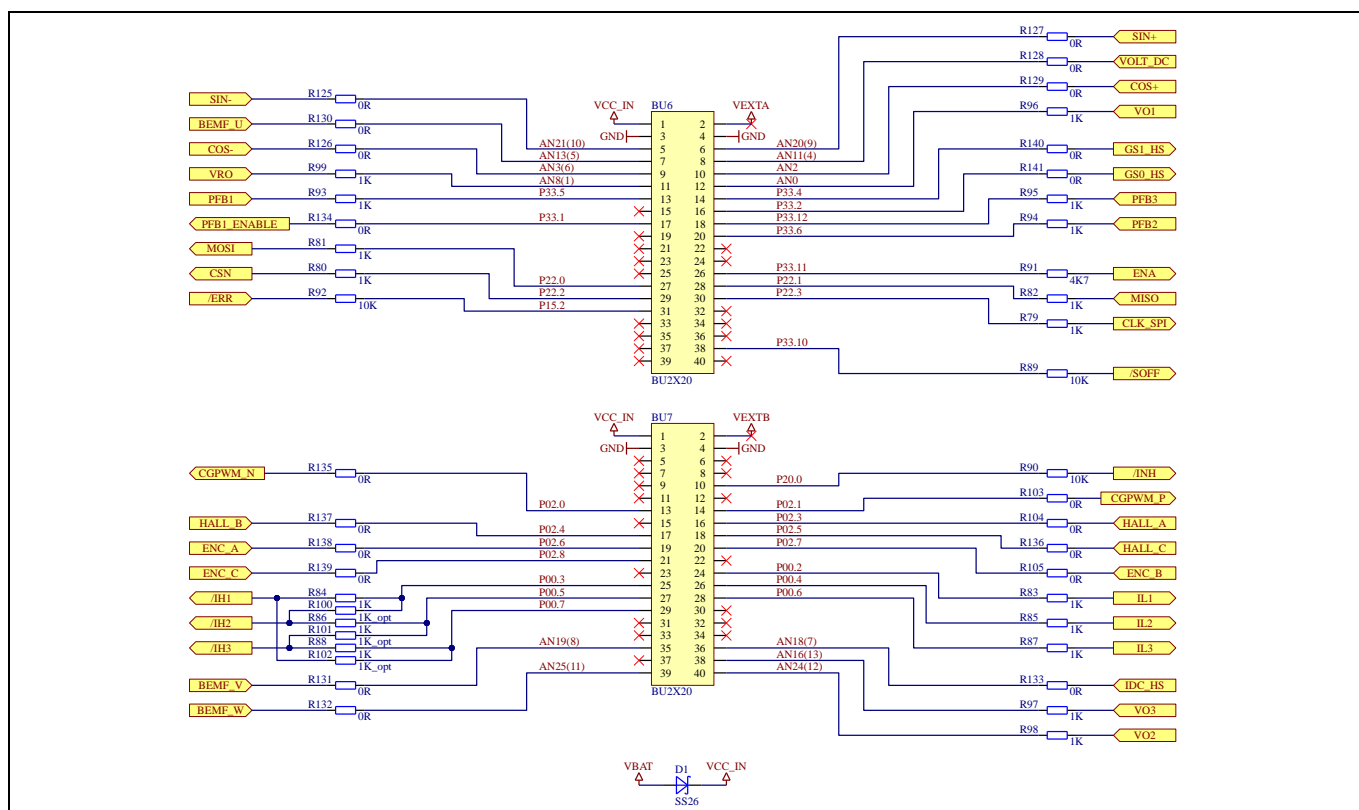 R127 0R SIN+
R128 0R VOLT_DC
R129 0R COS+
R96 1K VO1
R140 0R GS1_HS
R141 0R GS0_HS
R95 1K PFB3
R94 1K PFB2
R91 4K7 ENA
R82 1K MISO
R79 1K CLK_SPI
R89 10K /SOFF
SIN- R125 0R
BEMF_U R130 0R
COS- R126 0R
VRO R99 1K
PFB1 R93 1K
PFB1_ENABLE R134 0R
MOSI R81 1K
CSN R80 1K
/ERR R92 10K
VCC_IN BU6 VEXTA
1 2
GND 3 4 GND
AN21(10) 5 6 AN20(9)
AN13(5) 7 8 AN11(4)
AN3(6) 9 10 AN2
AN8(1) 11 12 AN0
P33.5 13 14 P33.4
15 16 P33.2
P33.1 17 18 P33.12
19 20 P33.6
21 22
23 24
25 26 P33.11
P22.0 27 28 P22.1
P22.2 29 30 P22.3
P15.2 31 32
33 34
35 36
37 38 P33.10
39 40
BU2X20
VCC_IN BU7 VEXTB
1 2
GND 3 4 GND
5 6
7 8
9 10 P20.0
11 12
P02.0 13 14 P02.1
15 16 P02.3
P02.4 17 18 P02.5
P02.6 19 20 P02.7
P02.8 21 22
23 24 P00.2
P00.3 25 26 P00.4
P00.5 27 28 P00.6
P00.7 29 30
31 32
33 34
AN19(8) 35 36 AN18(7)
37 38 AN16(13)
AN25(11) 39 40 AN24(12)
BU2X20
CGPWM_N R135 0R
HALL_B R137 0R
ENC_A R138 0R
ENC_C R139 0R
/IH1 R84 1K
R100 1K_opt
/IH2 R86 1K
R101 1K_opt
/IH3 R88 1K
R102 1K_opt
BEMF_V R131 0R
BEMF_W R132 0R
R90 10K /INH
R103 0R CGPWM_P
R104 0R HALL_A
R136 0R HALL_C
R105 0R ENC_B
R83 1K IL1
R85 1K IL2
R87 1K IL3
R133 0R IDC_HS
R97 1K VO3
R98 1K VO2
VBAT D1 VCC_IN
SS26